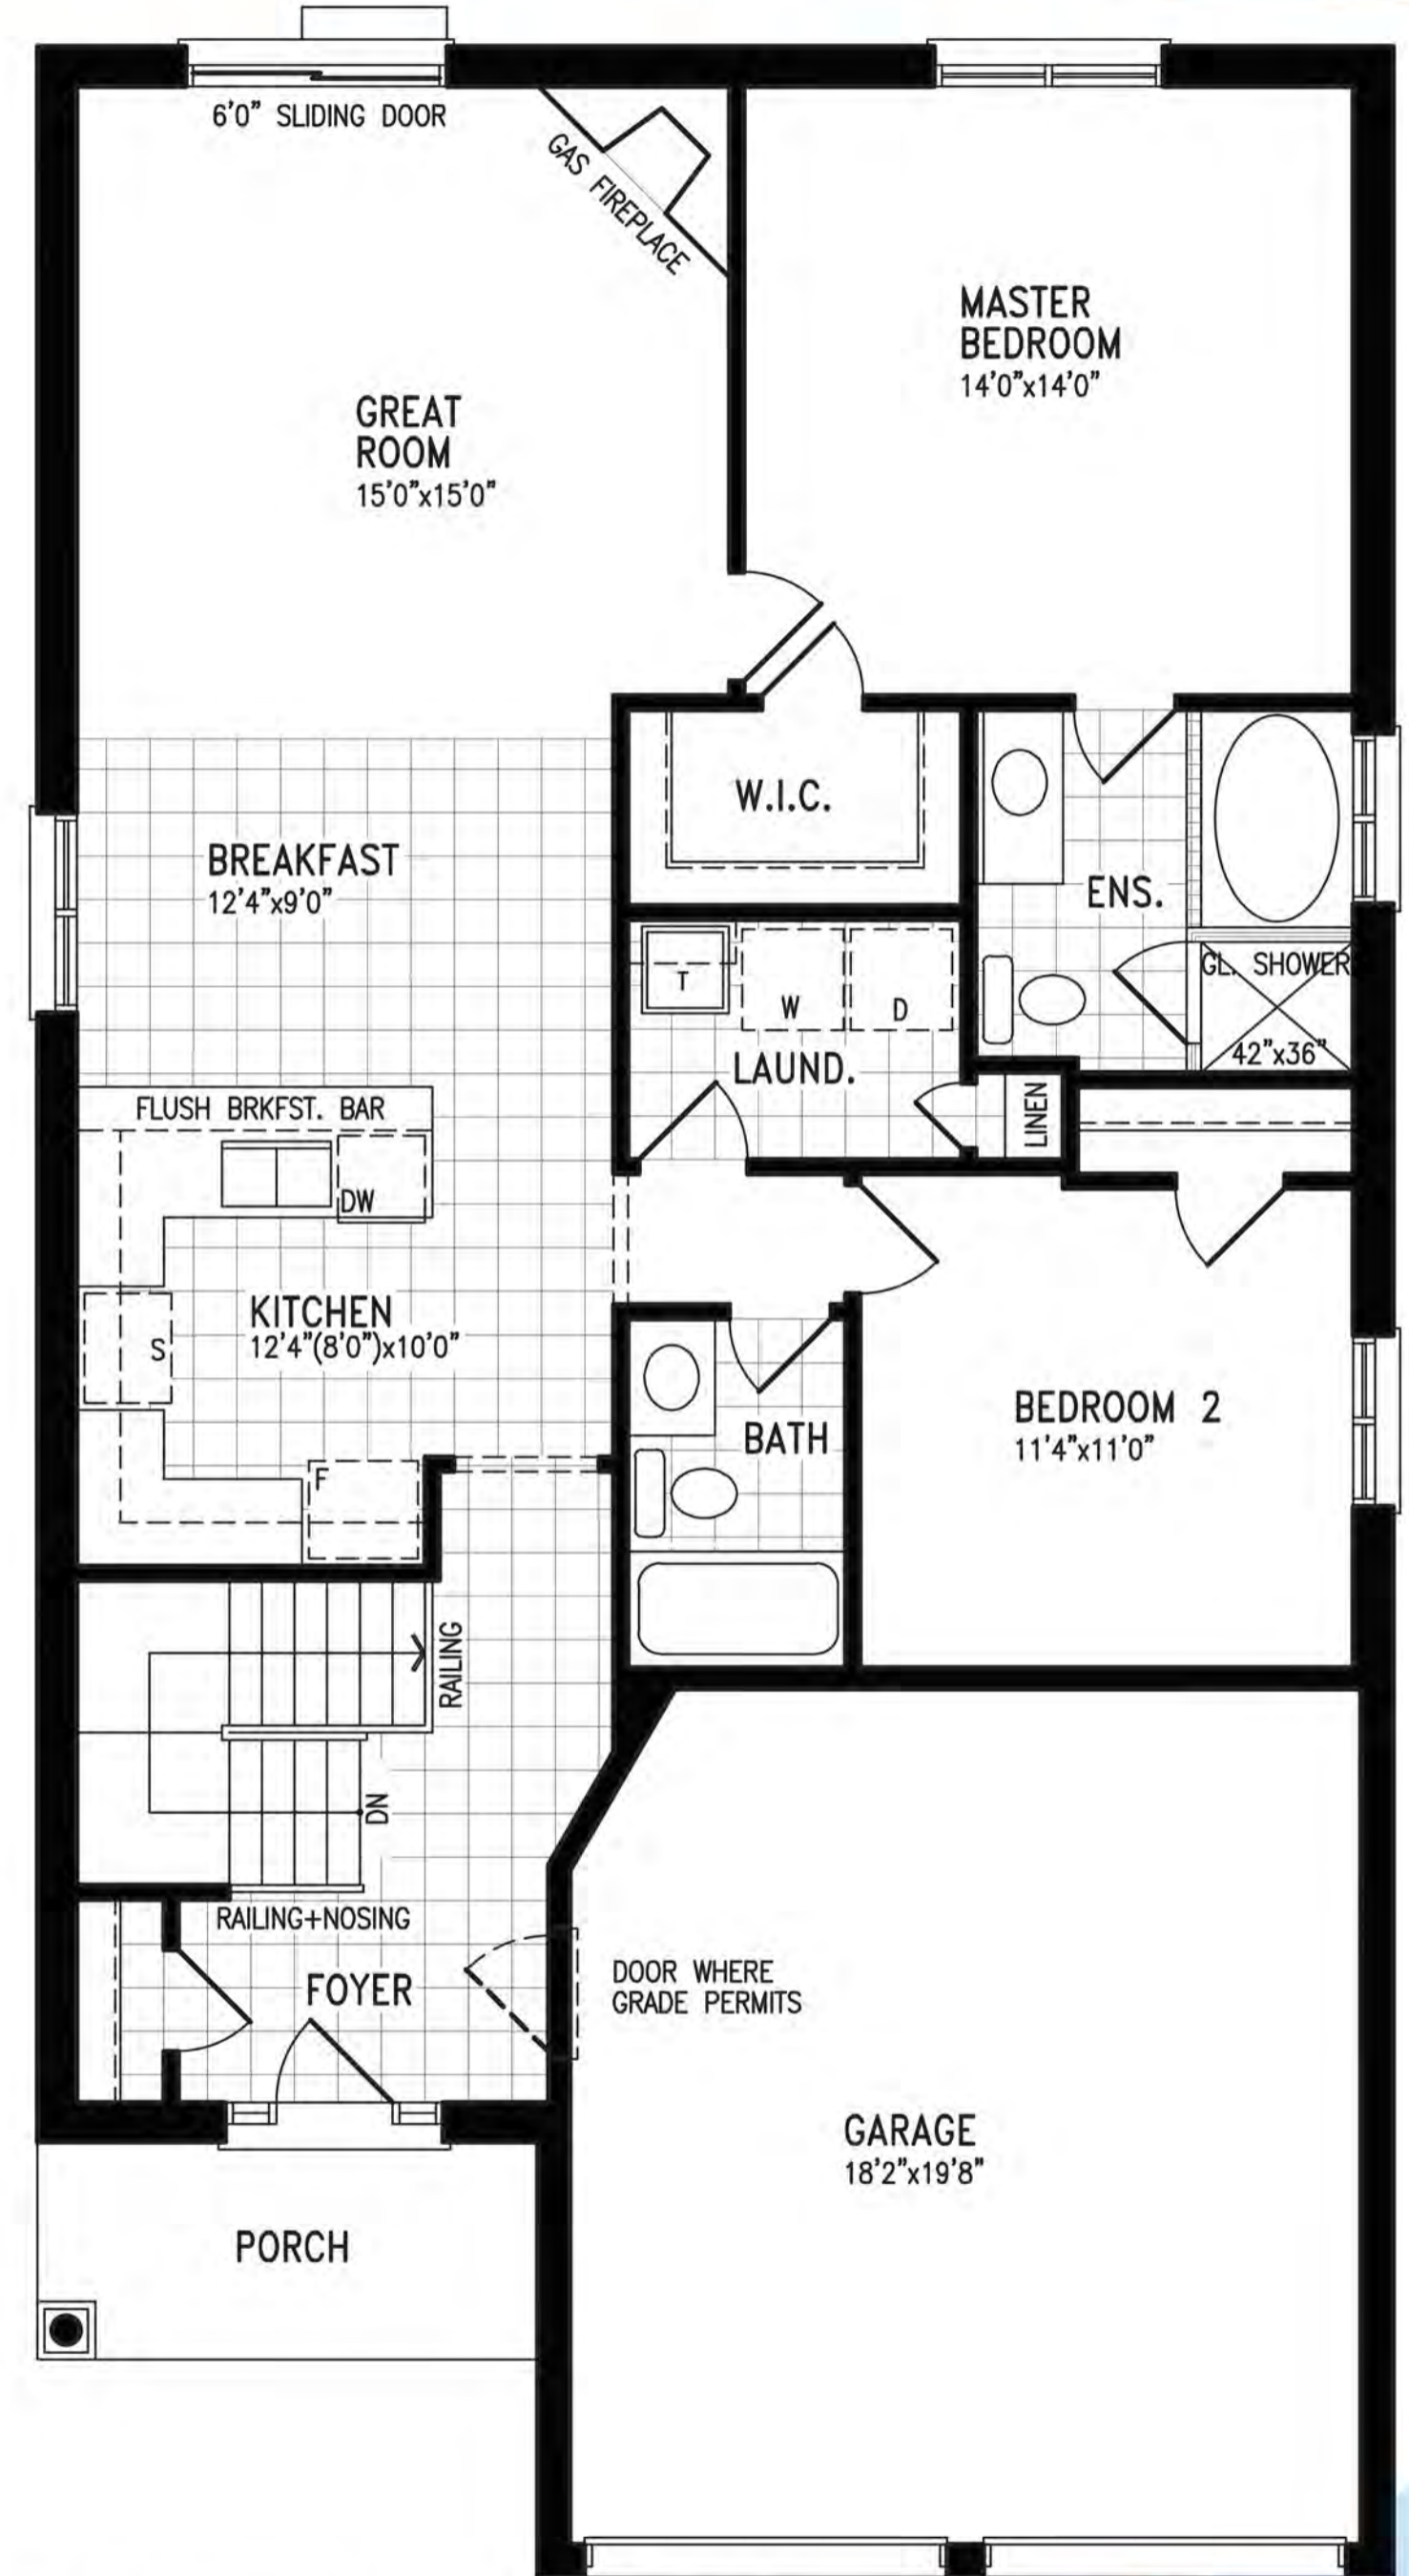 6'0" SLIDING DOOR
GAS FIREPLACE
MASTER
BEDROOM
14'0"x14'0"
GREAT
ROOM
15'0"x15'0"
W.I.C.
BREAKFAST
12'4"x9'0"
ENS.
GL. SHOWER
42"x36"
T
W
D
LAUND.
LINEN
FLUSH BRKFST. BAR
DW
KITCHEN
12'4"(8'0")x10'0"
S
F
BATH
BEDROOM 2
11'4"x11'0"
RAILING
DN
RAILING+NOSING
FOYER
DOOR WHERE
GRADE PERMITS
GARAGE
18'2"x19'8"
PORCH